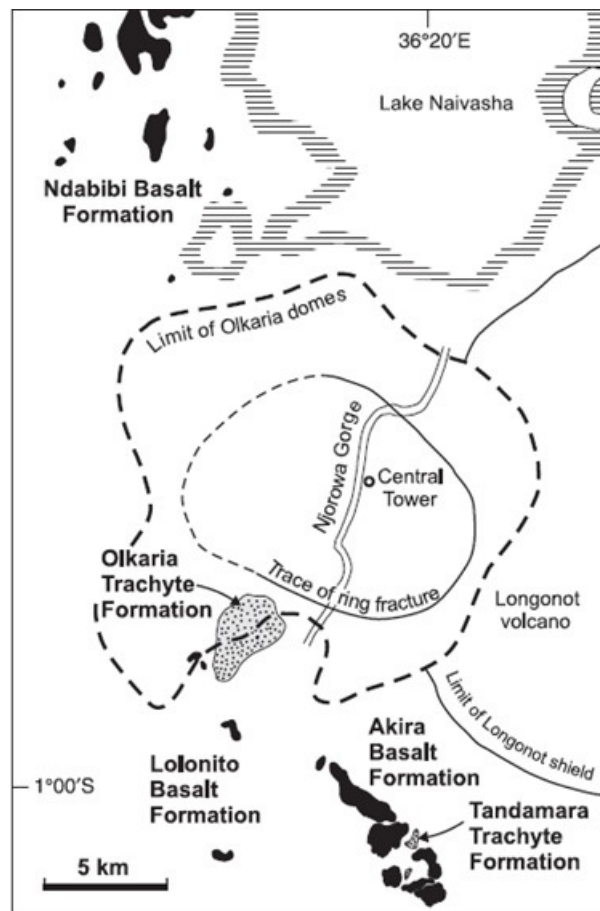 36°20′E
Lake Naivasha
Ndabibi Basalt
Formation
Limit of Olkaria domes
Njorowa Gorge
Central
Tower
Olkaria
Trachyte
Formation
Trace of ring fracture
Longonot
volcano
Limit of Longonot shield
Akira
Basalt
Formation
Lolonito
Basalt
Formation
1°00′S
Tandamara
Trachyte
Formation
5 km